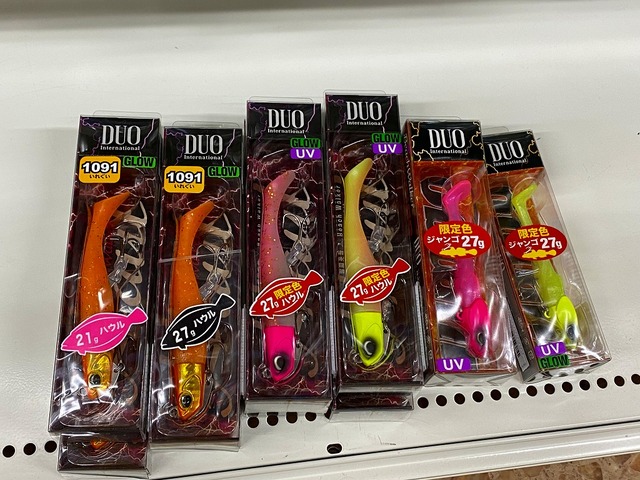 DUO
International
1091
いれぐい
GLOW
21g ハウル
DUO
International
1091
いれぐい
GLOW
27g ハウル
DUO
International
GLOW
UV
限定色
27g ハウル
DUO
International
GLOW
UV
限定色
27g ハウル
DUO
International
限定色
ジャンゴ 27g
UV
DUO
International
限定色
ジャンゴ 27g
UV
GLOW